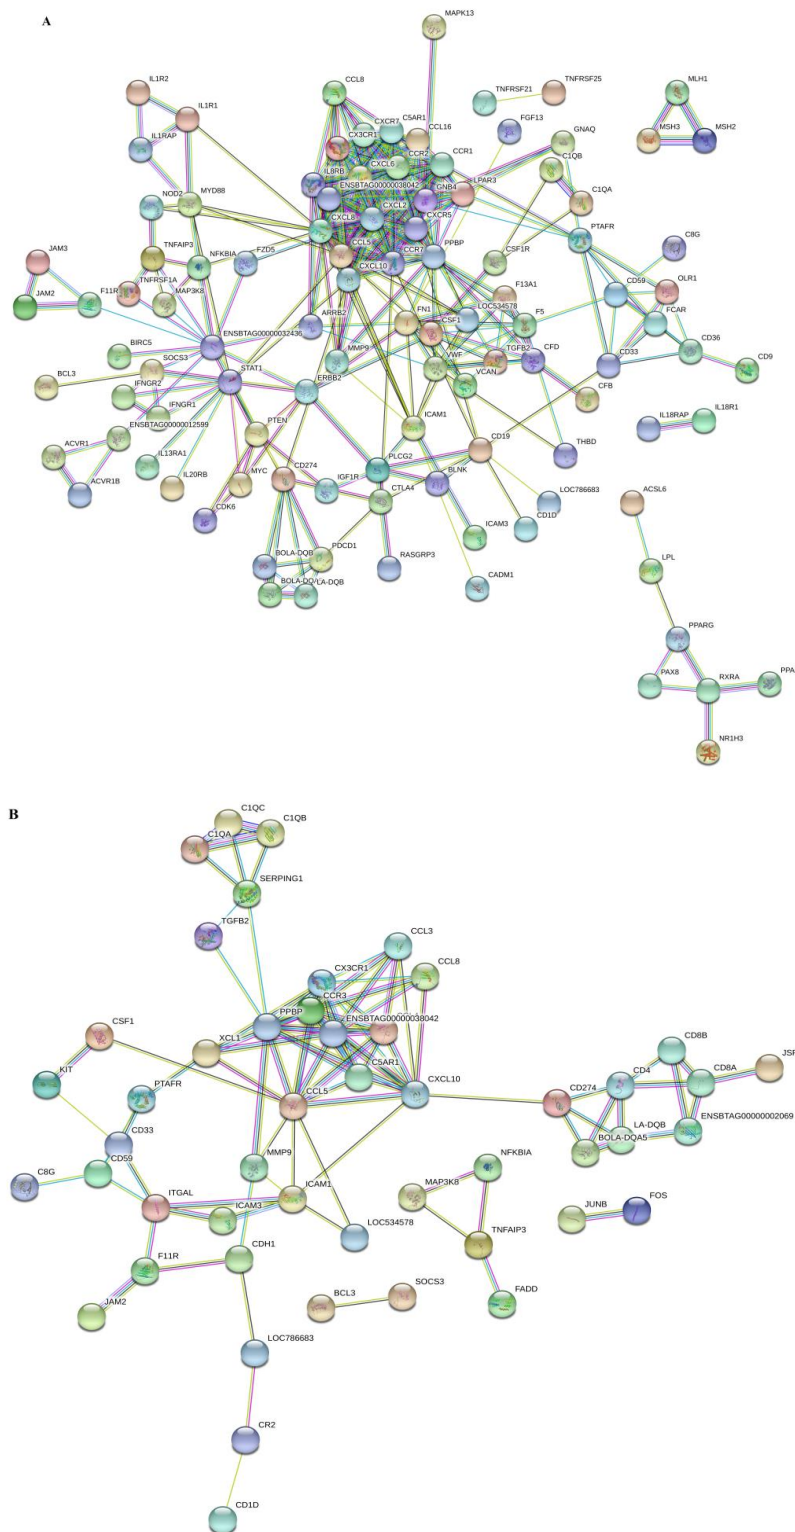 A
MAPK13
IL1R2
CCL8
TNFRSF25
MLH1
IL1R1
TNFRSF21
CXCR7
C5AR1
FGF13
CX3CR1
CCL16
GNAQ
MSH3
MSH2
IL1RAP
CCR2
CCR1
C1QB
IL8RB
CXCL6
ENSBTAG00000038042
GNB4
LPAR3
C1QA
NOD2
MYD88
CXCL2
CXCR5
CXCL8
PTAFR
C8G
JAM3
TNFAIP3
NFKBIA
FZD5
CCL5
CCR7
PPBP
CSF1R
CXCL10
CD59
OLR1
TNFRSF1A
F11R
MAP3K8
F13A1
JAM2
ARRB2
FN1
LOC534578
FCAR
CSF1
F5
ENSBTAG00000032436
BIRC5
MMP9
VWF
TGFB2
CFD
CD33
CD36
CD9
SOCS3
BCL3
STAT1
ERBB2
VCAN
CFB
IFNGR2
IFNGR1
ICAM1
IL18RAP
IL18R1
ENSBTAG00000012599
PTEN
CD19
THBD
ACVR1
IL13RA1
PLCG2
ACVR1B
IL20RB
MYC
CD274
IGF1R
BLNK
CTLA4
LOC786683
ACSL6
CDK6
CD1D
ICAM3
BOLA-DQB
PDCD1
RASGRP3
LPL
BOLA-DQA
LA-DQB
CADM1
PPARG
PAX8
RXRA
PPA
NR1H3
B
C1QC
C1QB
C1QA
SERPING1
TGFB2
CCL3
CX3CR1
CCL8
CCR3
PPBP
ENSBTAG00000038042
CSF1
XCL1
CD8B
C5AR1
KIT
CXCL10
CD4
CD8A
JSP
PTAFR
CCL5
CD274
LA-DQB
ENSBTAG00000002069
CD33
BOLA-DQA5
MMP9
NFKBIA
CD59
C8G
ICAM1
MAP3K8
ITGAL
ICAM3
JUNB
FOS
LOC534578
TNFAIP3
CDH1
F11R
SOCS3
FADD
JAM2
BCL3
LOC786683
CR2
CD1D